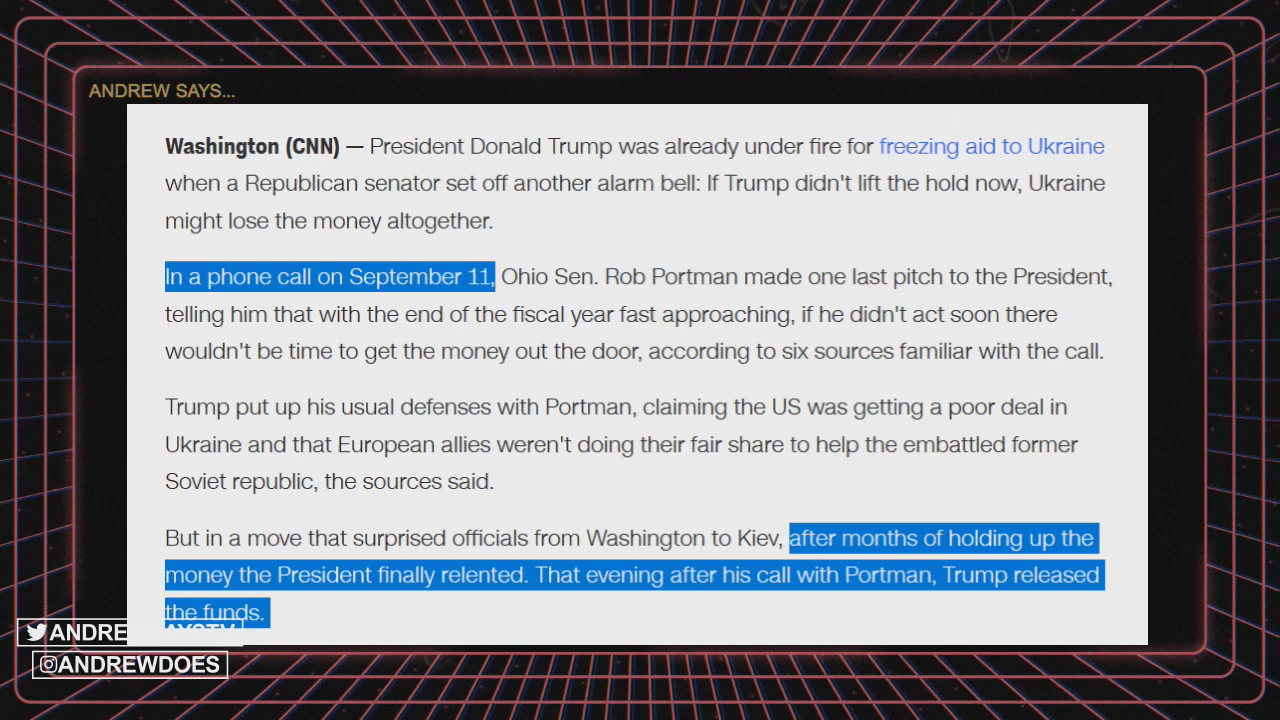 ANDREW SAYS...
Washington (CNN) — President Donald Trump was already under fire for freezing aid to Ukraine
when a Republican senator set off another alarm bell: If Trump didn't lift the hold now, Ukraine
might lose the money altogether.
In a phone call on September 11, Ohio Sen. Rob Portman made one last pitch to the President,
telling him that with the end of the fiscal year fast approaching, if he didn't act soon there
wouldn't be time to get the money out the door, according to six sources familiar with the call.
Trump put up his usual defenses with Portman, claiming the US was getting a poor deal in
Ukraine and that European allies weren't doing their fair share to help the embattled former
Soviet republic, the sources said.
But in a move that surprised officials from Washington to Kiev, after months of holding up the
money the President finally relented. That evening after his call with Portman, Trump released
the funds.
@ANDREWDOES